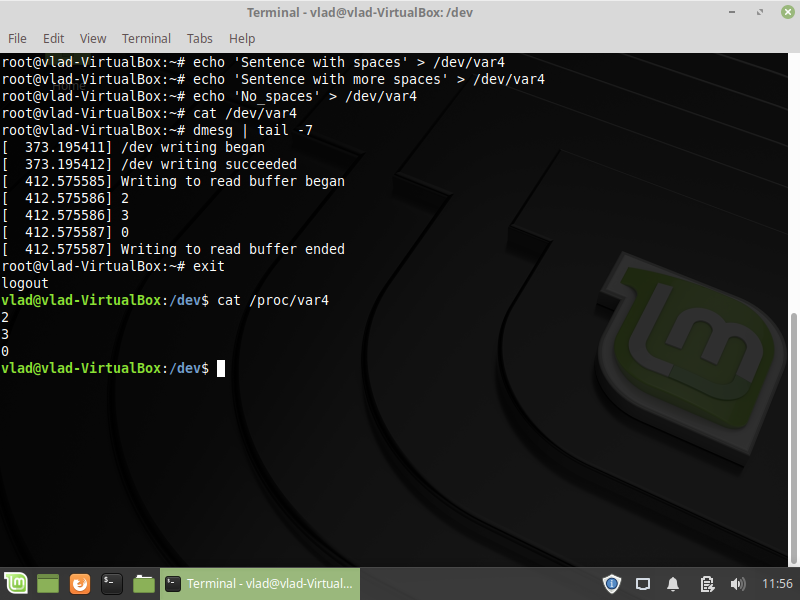 Terminal - vlad@vlad-VirtualBox: /dev
File Edit View Terminal Tabs Help
root@vlad-VirtualBox:~# echo 'Sentence with spaces' > /dev/var4
root@vlad-VirtualBox:~# echo 'Sentence with more spaces' > /dev/var4
Home
root@vlad-VirtualBox:~# echo 'No_spaces' > /dev/var4
root@vlad-VirtualBox:~# cat /dev/var4
root@vlad-VirtualBox:~# dmesg | tail -7
[  373.195411] /dev writing began
[  373.195412] /dev writing succeeded
[  412.575585] Writing to read buffer began
[  412.575586] 2
[  412.575586] 3
[  412.575587] 0
[  412.575587] Writing to read buffer ended
root@vlad-VirtualBox:~# exit
logout
vlad@vlad-VirtualBox:/dev$ cat /proc/var4
2
3
0
vlad@vlad-VirtualBox:/dev$
Terminal - vlad@vlad-Virtual...
11:56